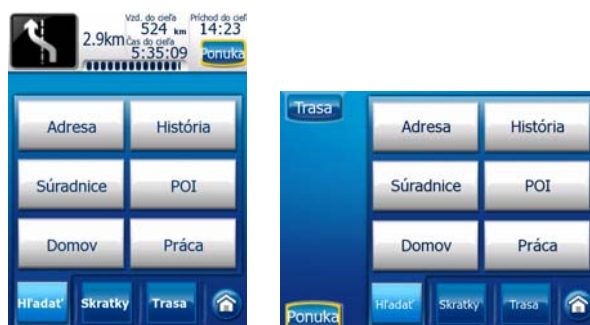 Vzd. do cieľa
524 km
Príchod do cieľ
14:23
2.9km
Čas do cieľa
5:35:09
Ponuka
Adresa
História
Súradnice
POI
Domov
Práca
Hľadať
Skratky
Trasa
Trasa
Adresa
História
Súradnice
POI
Domov
Práca
Ponuka
Hľadať
Skratky
Trasa